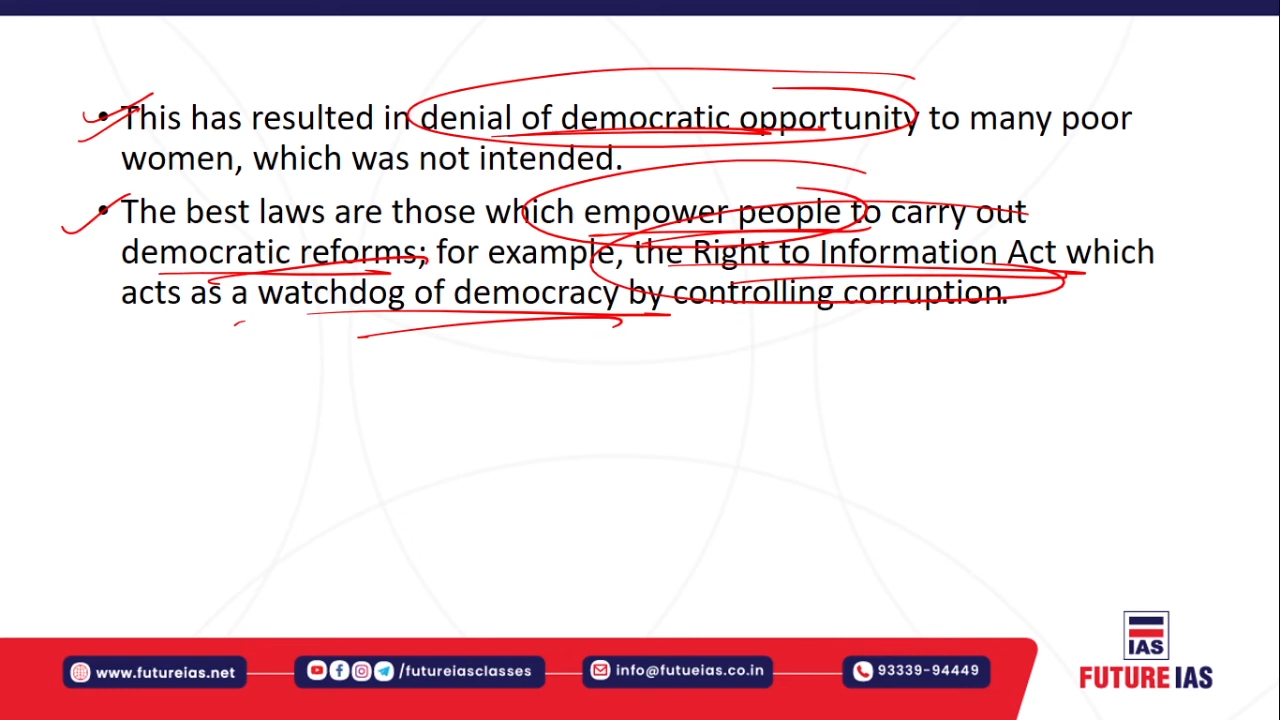 • This has resulted in denial of democratic opportunity to many poor
women, which was not intended.
• The best laws are those which empower people to carry out
democratic reforms; for example, the Right to Information Act which
acts as a watchdog of democracy by controlling corruption.
IAS
www.futureias.net
/futureiasclasses
info@futueias.co.in
93339-94449
FUTURE IAS